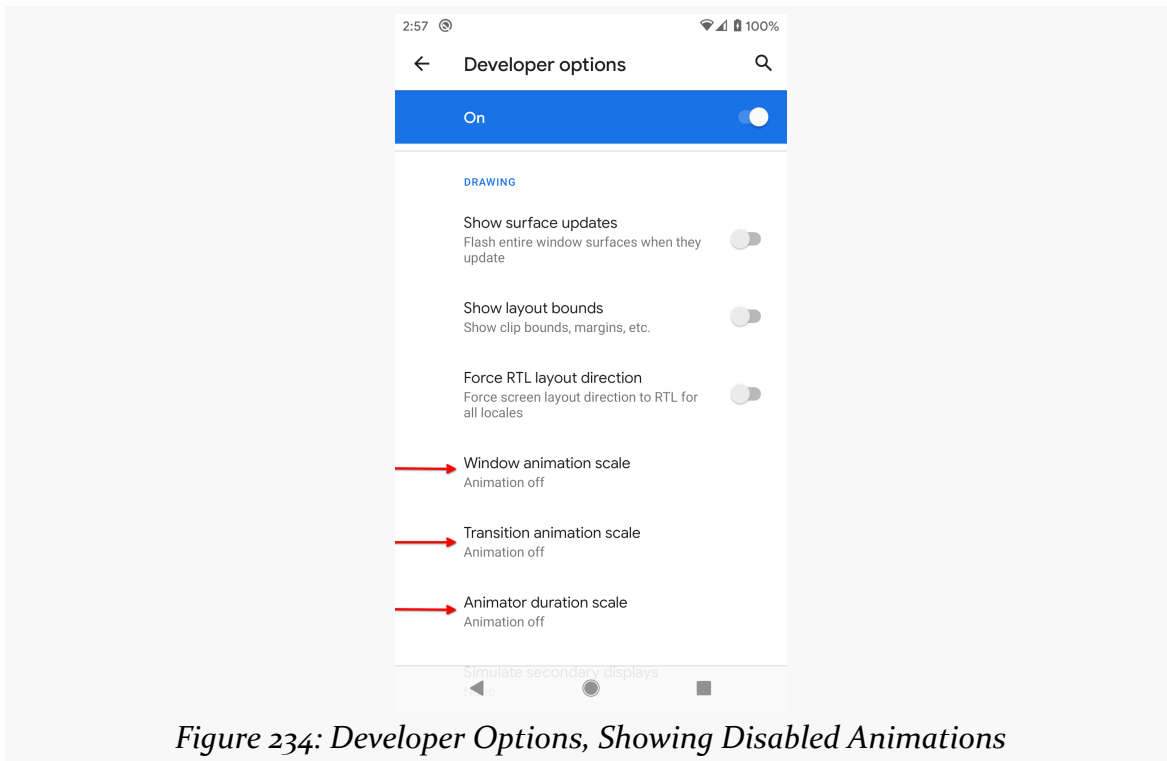 2:57 100%
Developer options
On
DRAWING
Show surface updates
Flash entire window surfaces when they
update
Show layout bounds
Show clip bounds, margins, etc.
Force RTL layout direction
Force screen layout direction to RTL for
all locales
Window animation scale
Animation off
Transition animation scale
Animation off
Animator duration scale
Animation off
Simulate secondary displays
Figure 234: Developer Options, Showing Disabled Animations